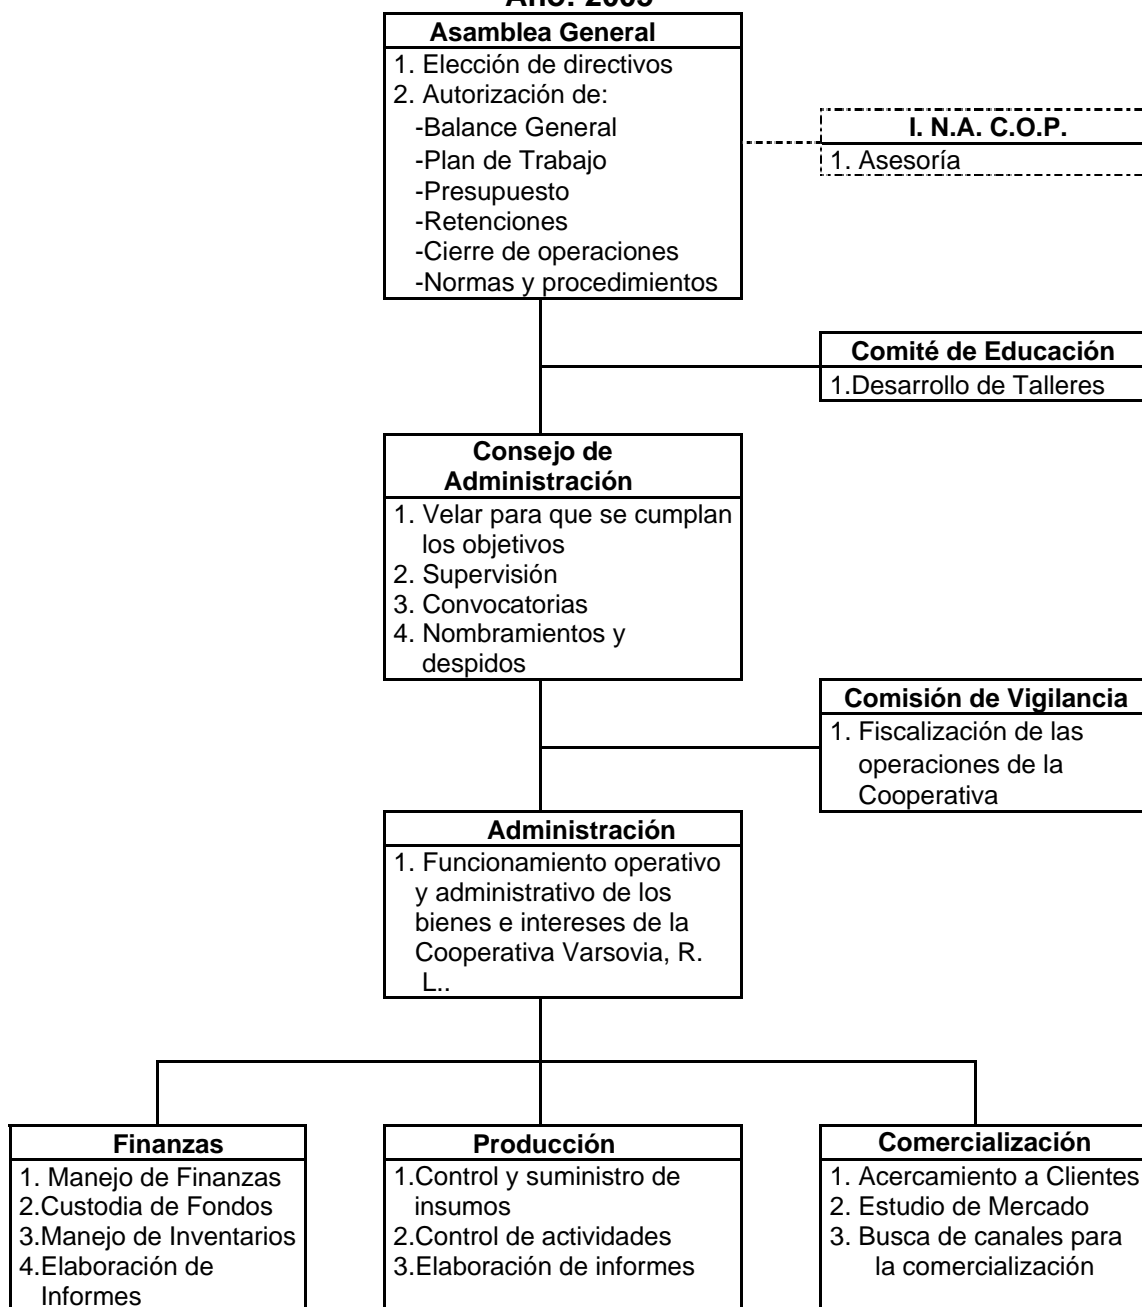 Asamblea General
1. Elección de directivos
2. Autorización de:
-Balance General
-Plan de Trabajo
-Presupuesto
-Retenciones
-Cierre de operaciones
-Normas y procedimientos
I. N.A. C.O.P.
1. Asesoría
Comité de Educación
1.Desarrollo de Talleres
Consejo de
Administración
1. Velar para que se cumplan
los objetivos
2. Supervisión
3. Convocatorias
4. Nombramientos y
despidos
Comisión de Vigilancia
1. Fiscalización de las
operaciones de la
Cooperativa
Administración
1. Funcionamiento operativo
y administrativo de los
bienes e intereses de la
Cooperativa Varsovia, R.
L..
Finanzas
1. Manejo de Finanzas
2.Custodia de Fondos
3.Manejo de Inventarios
4.Elaboración de
Informes
Producción
1.Control y suministro de
insumos
2.Control de actividades
3.Elaboración de informes
Comercialización
1. Acercamiento a Clientes
2. Estudio de Mercado
3. Busca de canales para
la comercialización